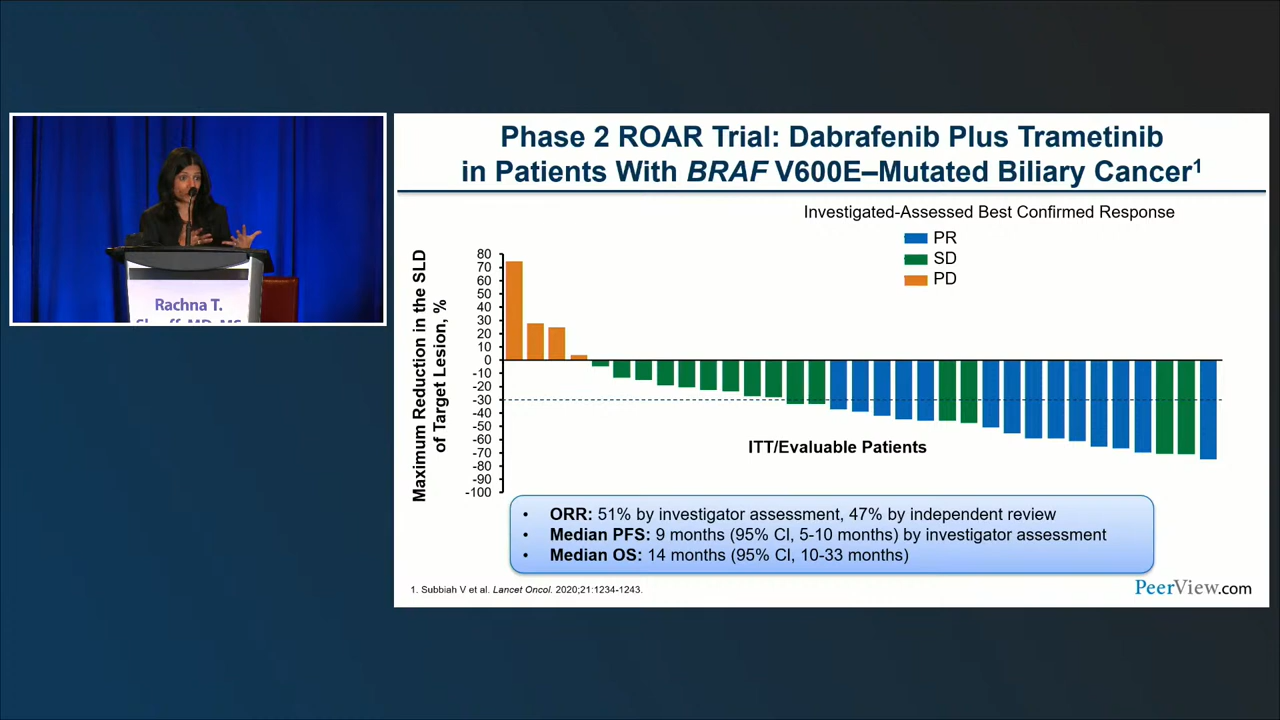 Phase 2 ROAR Trial: Dabrafenib Plus Trametinib
in Patients With BRAF V600E–Mutated Biliary Cancer1
Investigated-Assessed Best Confirmed Response
PR
SD
PD
Maximum Reduction in the SLD
of Target Lesion, %
80
70
60
50
40
30
20
10
0
-10
-20
-30
-40
-50
-60
-70
-80
-90
-100
ITT/Evaluable Patients
• ORR: 51% by investigator assessment, 47% by independent review
• Median PFS: 9 months (95% CI, 5-10 months) by investigator assessment
• Median OS: 14 months (95% CI, 10-33 months)
1. Subbiah V et al. Lancet Oncol. 2020;21:1234-1243.
PeerView.com
Rachna T.